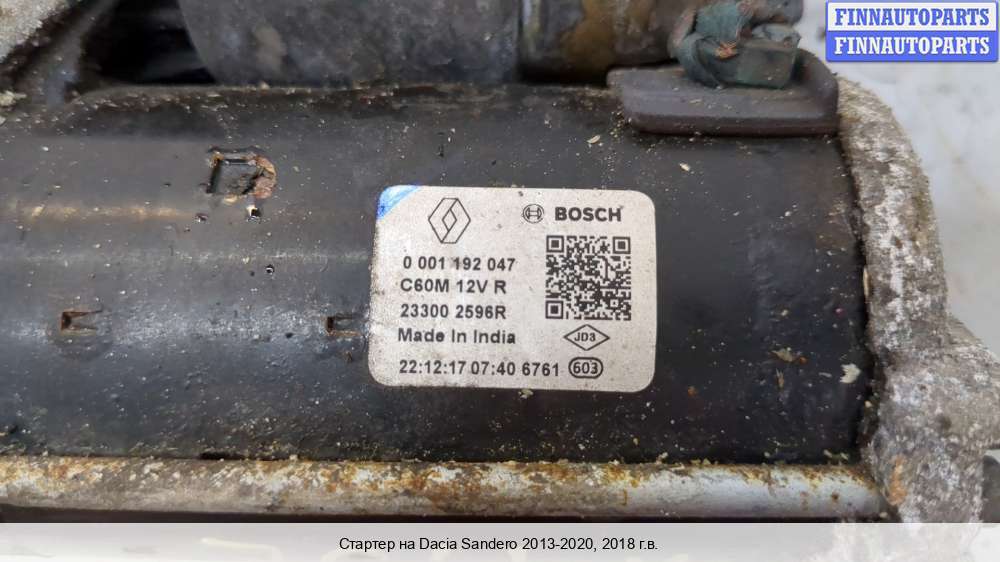 FINNAUTOPARTS
FINNAUTOPARTS
BOSCH
0 001 192 047
C60M 12V R
23300 2596R
Made In India
JD3
22:12:17 07:40 6761 603
Стартер на Dacia Sandero 2013-2020, 2018 г.в.